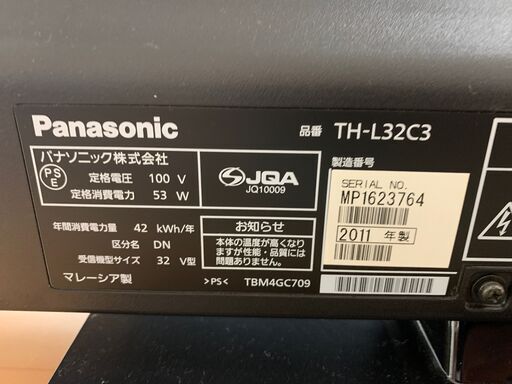 Panasonic
品番 TH-L32C3
パナソニック株式会社
PS
E
定格電圧 100 V
定格消費電力 53 W
JQA
JQ10009
製造番号
SERIAL NO.
MP1623764
2011 年製
年間消費電力量 42 kWh/年
区分名 DN
受信機型サイズ 32 V型
マレーシア製
お知らせ
本体の温度が高くなり
ますが性能・品質には
問題ありません。
>PS< TBM4GC709